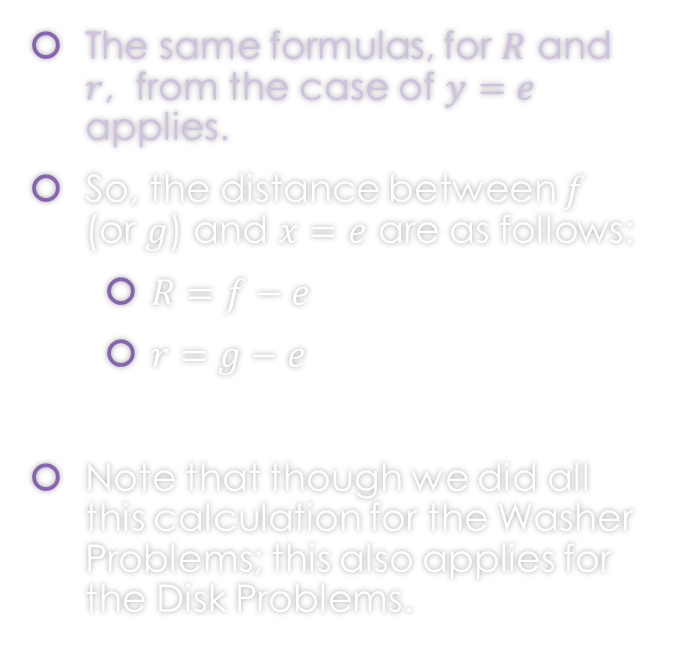 The same formulas, for R and
r, from the case of y = e
applies.
So, the distance between f
(or g) and x = e are as follows:
R = f − e
r = g − e
Note that though we did all
this calculation for the Washer
Problems; this also applies for
the Disk Problems.